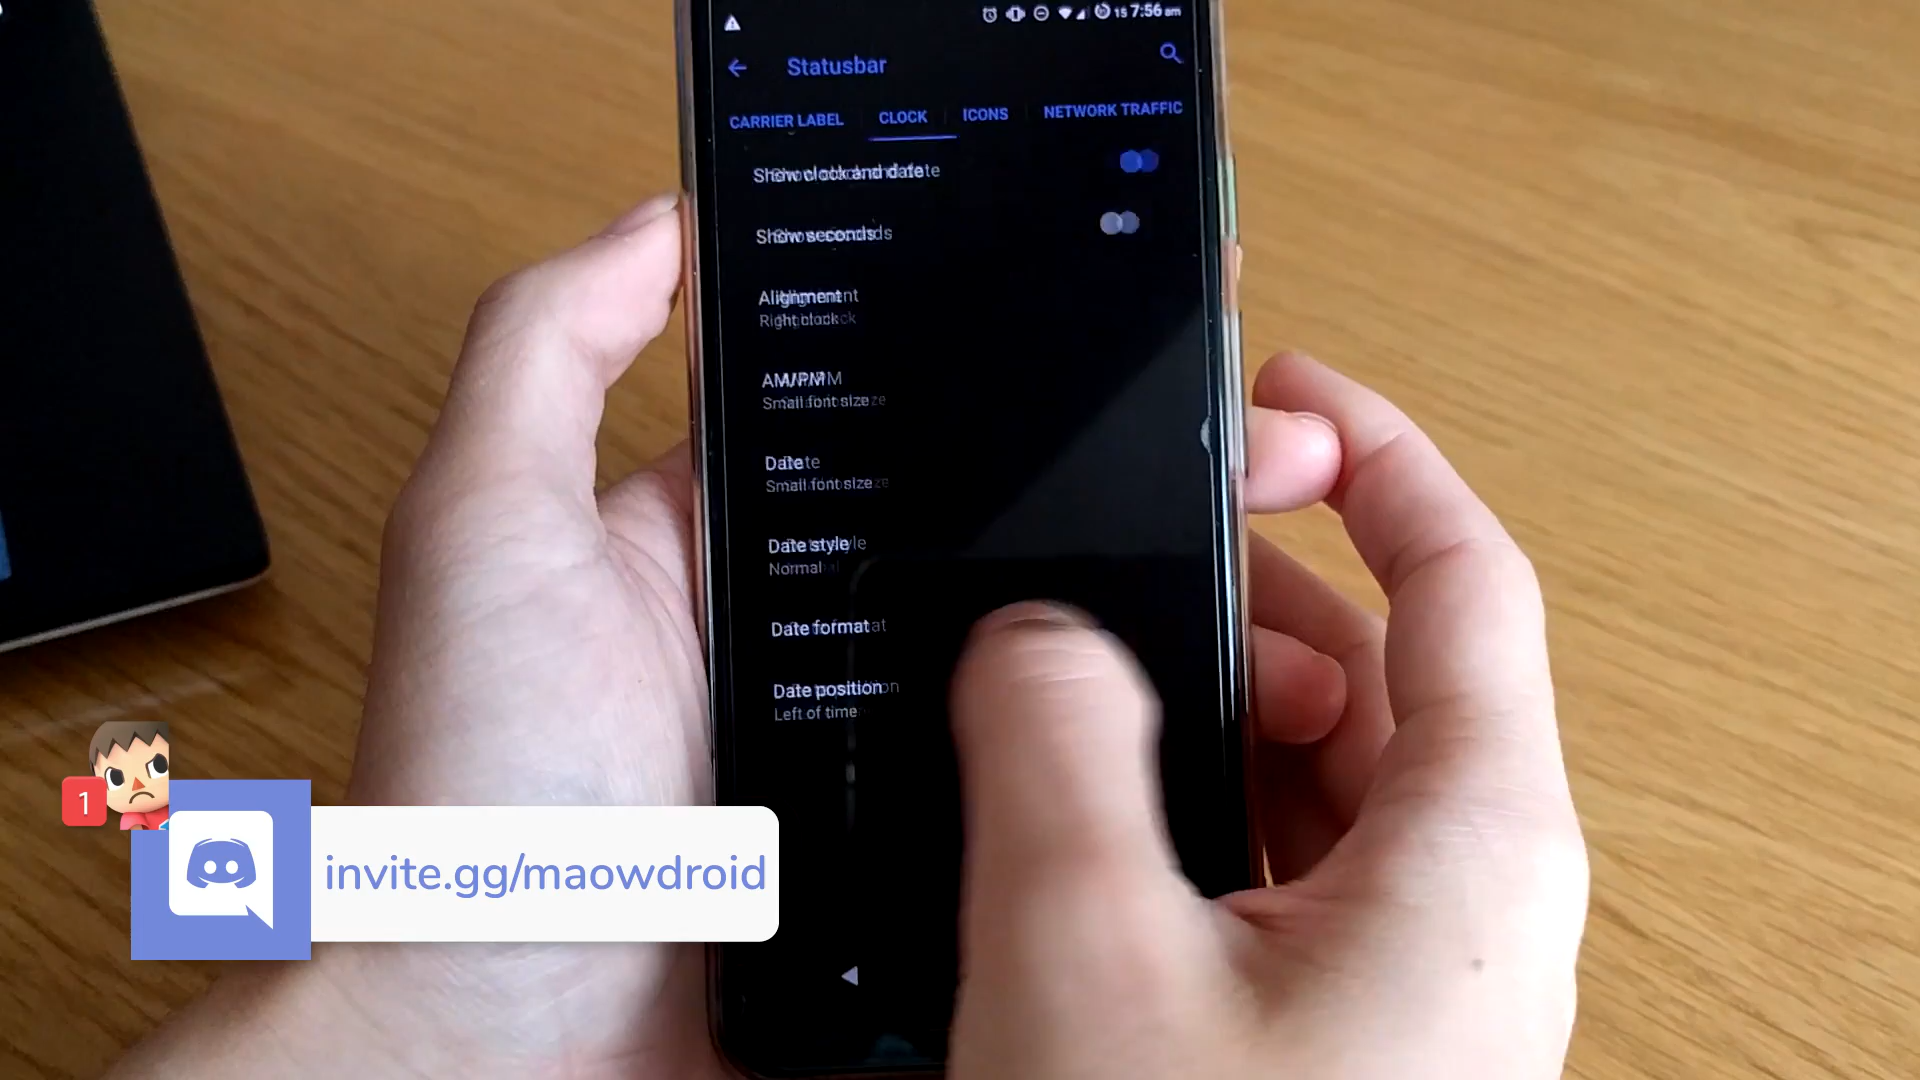 15 7:56 am
Statusbar
CARRIER LABEL CLOCK ICONS NETWORK TRAFFIC
Show clock and date
Show seconds
Alignment
Right clock
AM/PM
Small font size
Date
Small font size
Date style
Normal
Date format
Date position
Left of time
1
invite.gg/maowdroid